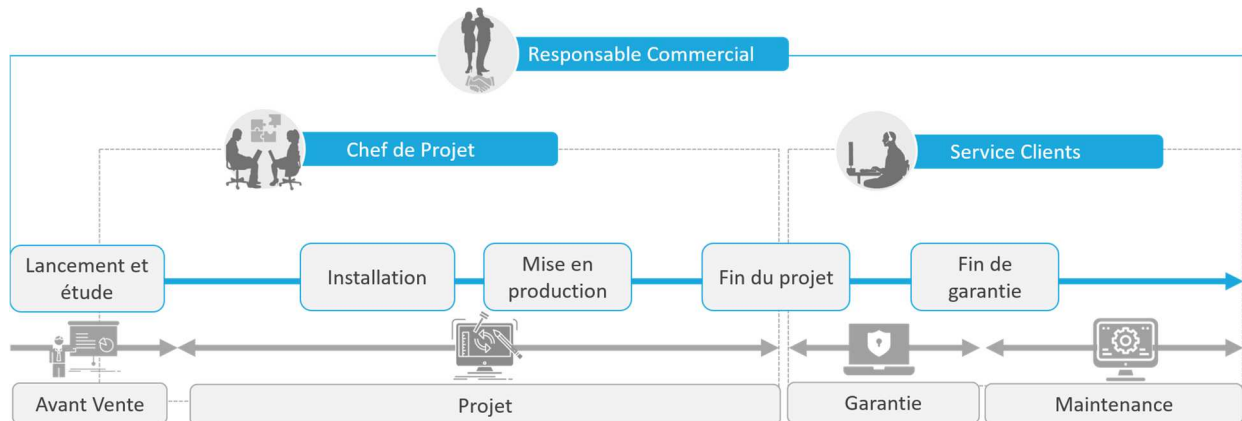 Responsable Commercial
Chef de Projet
Service Clients
Lancement et
étude
Installation
Mise en
production
Fin du projet
Fin de
garantie
Avant Vente
Projet
Garantie
Maintenance